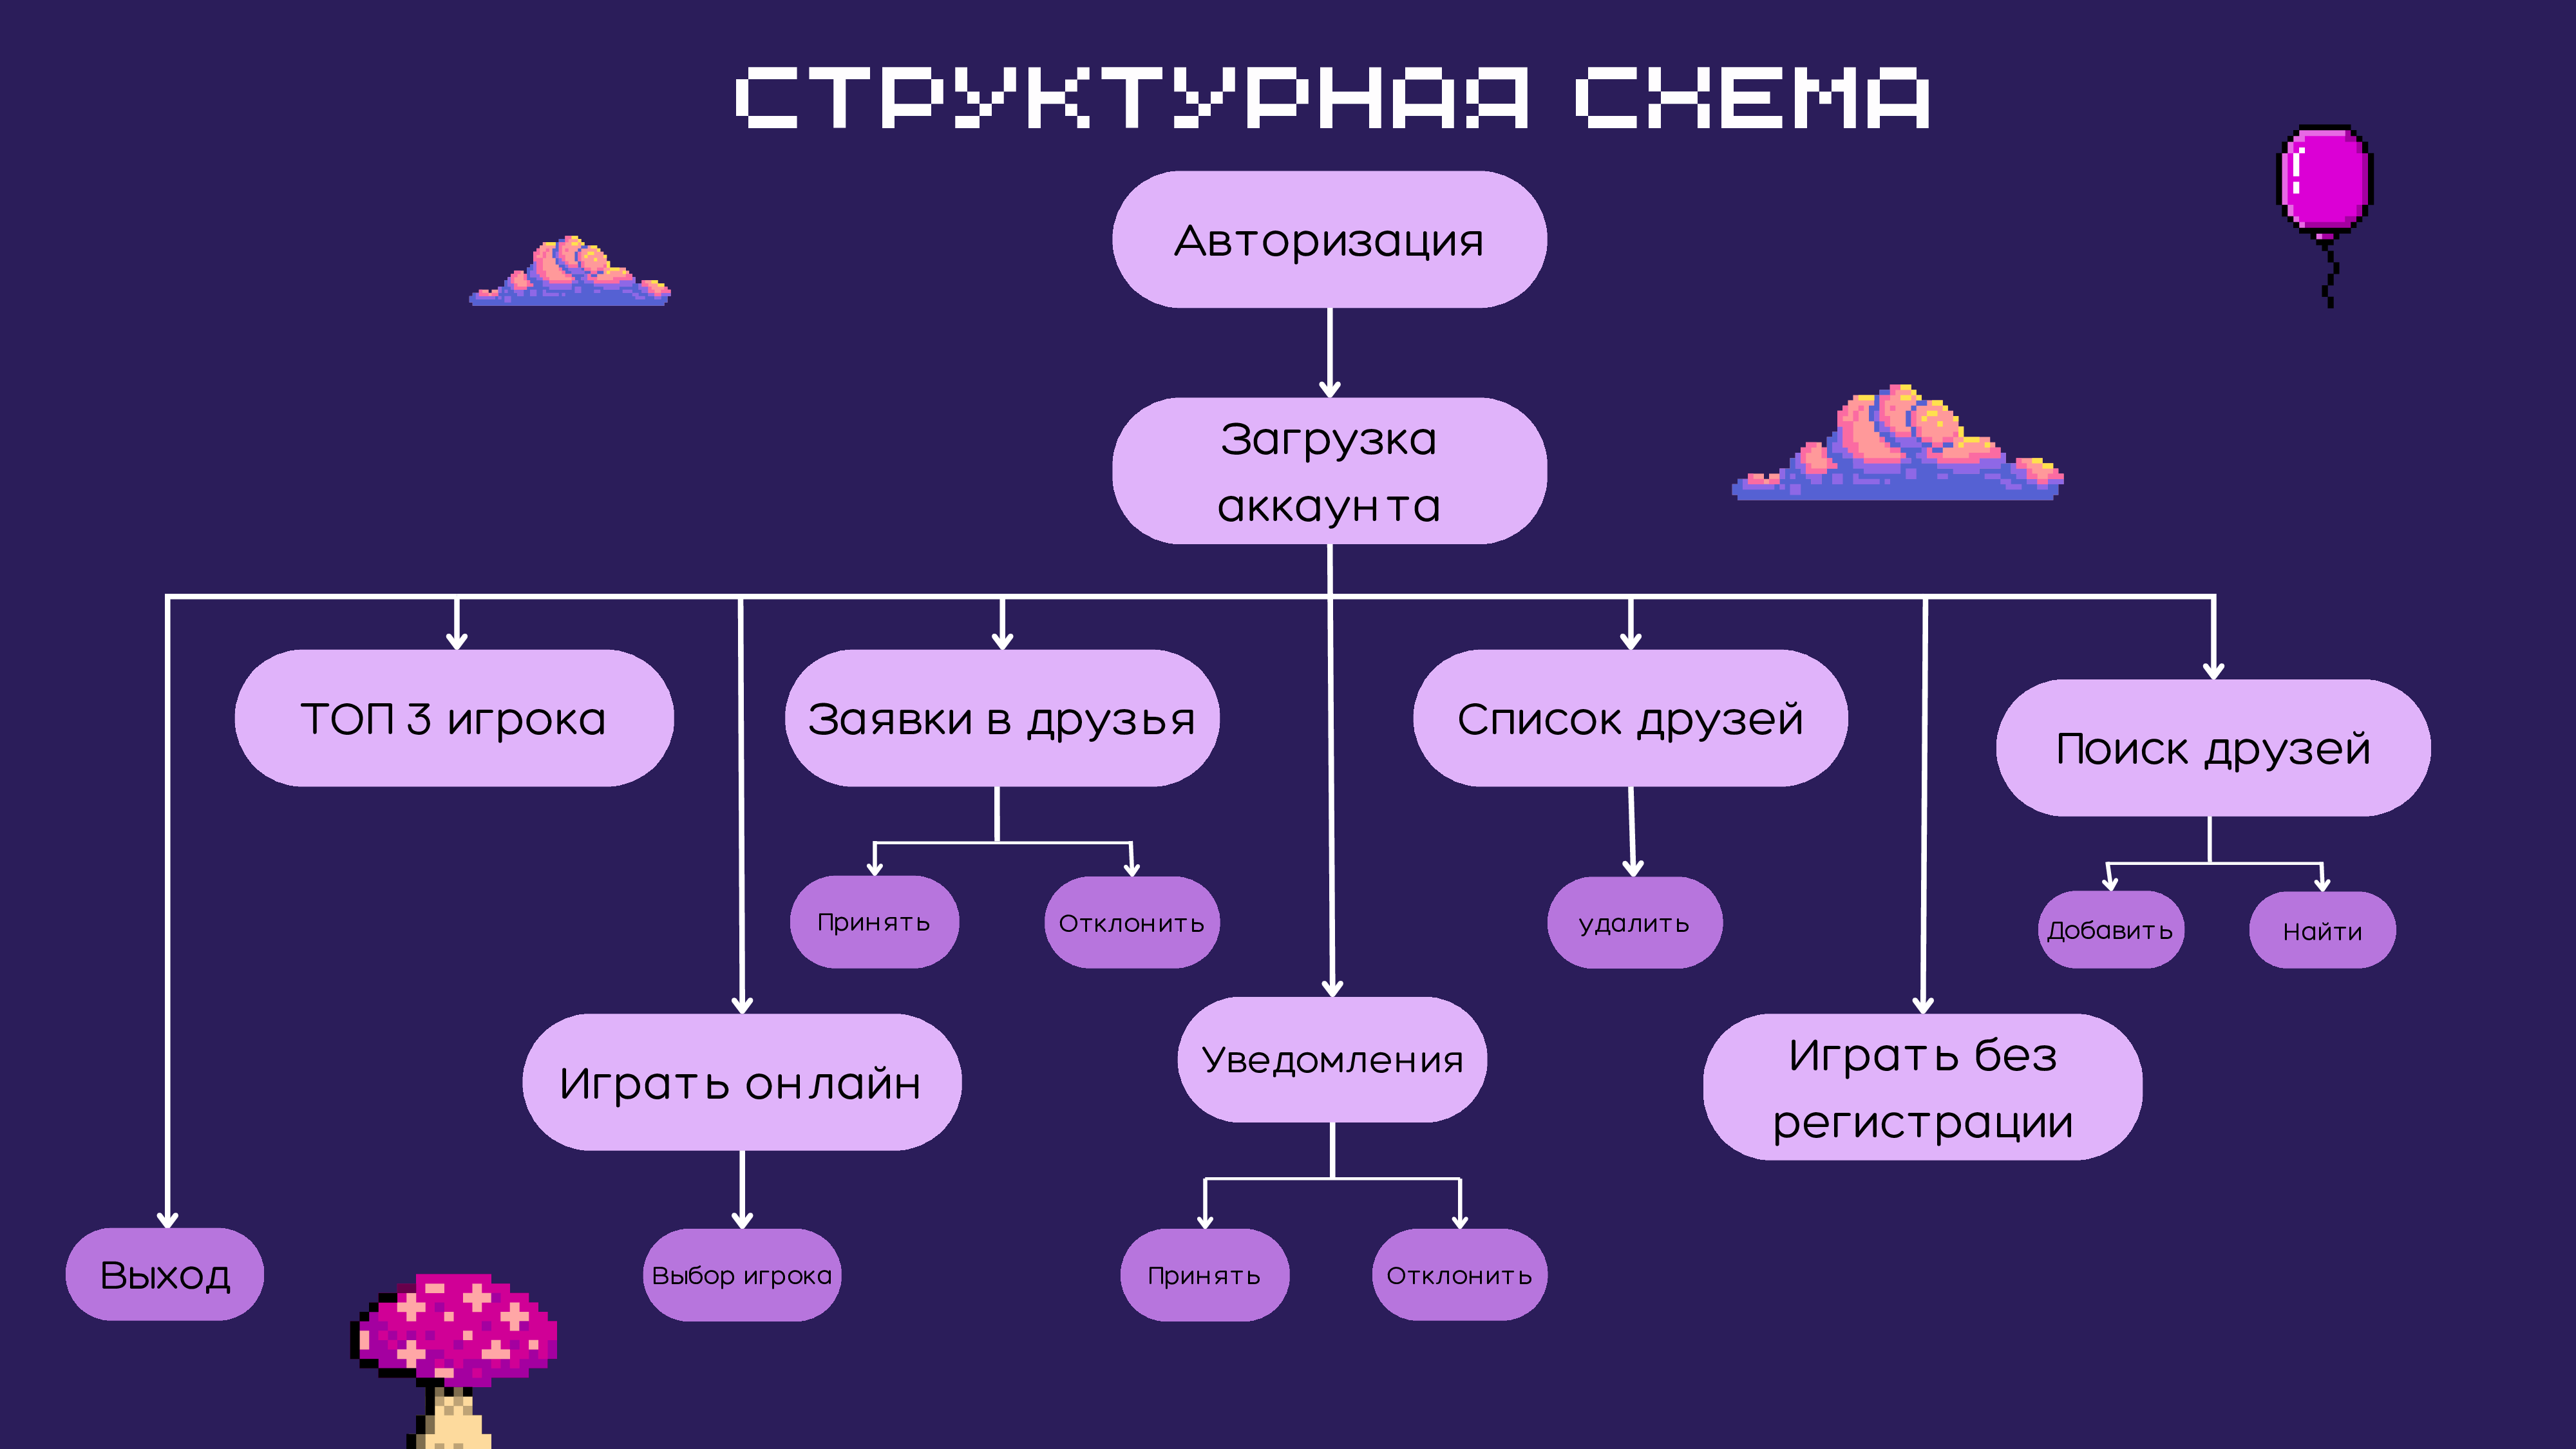 СТРУКТУРНАЯ СХЕМА
Авторизация
Загрузка
аккаунта
ТОП 3 игрока
Заявки в друзья
Список друзей
Поиск друзей
Принять
Отклонить
удалить
Добавить
Найти
Играть онлайн
Уведомления
Играть без
регистрации
Выход
Выбор игрока
Принять
Отклонить